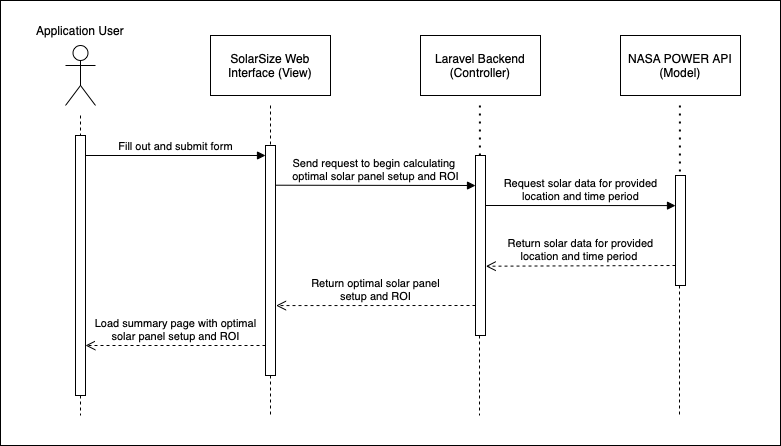 Application User
SolarSize Web
Interface (View)
Laravel Backend
(Controller)
NASA POWER API
(Model)
Fill out and submit form
Send request to begin calculating
optimal solar panel setup and ROI
Request solar data for provided
location and time period
Return solar data for provided
location and time period
Return optimal solar panel
setup and ROI
Load summary page with optimal
solar panel setup and ROI